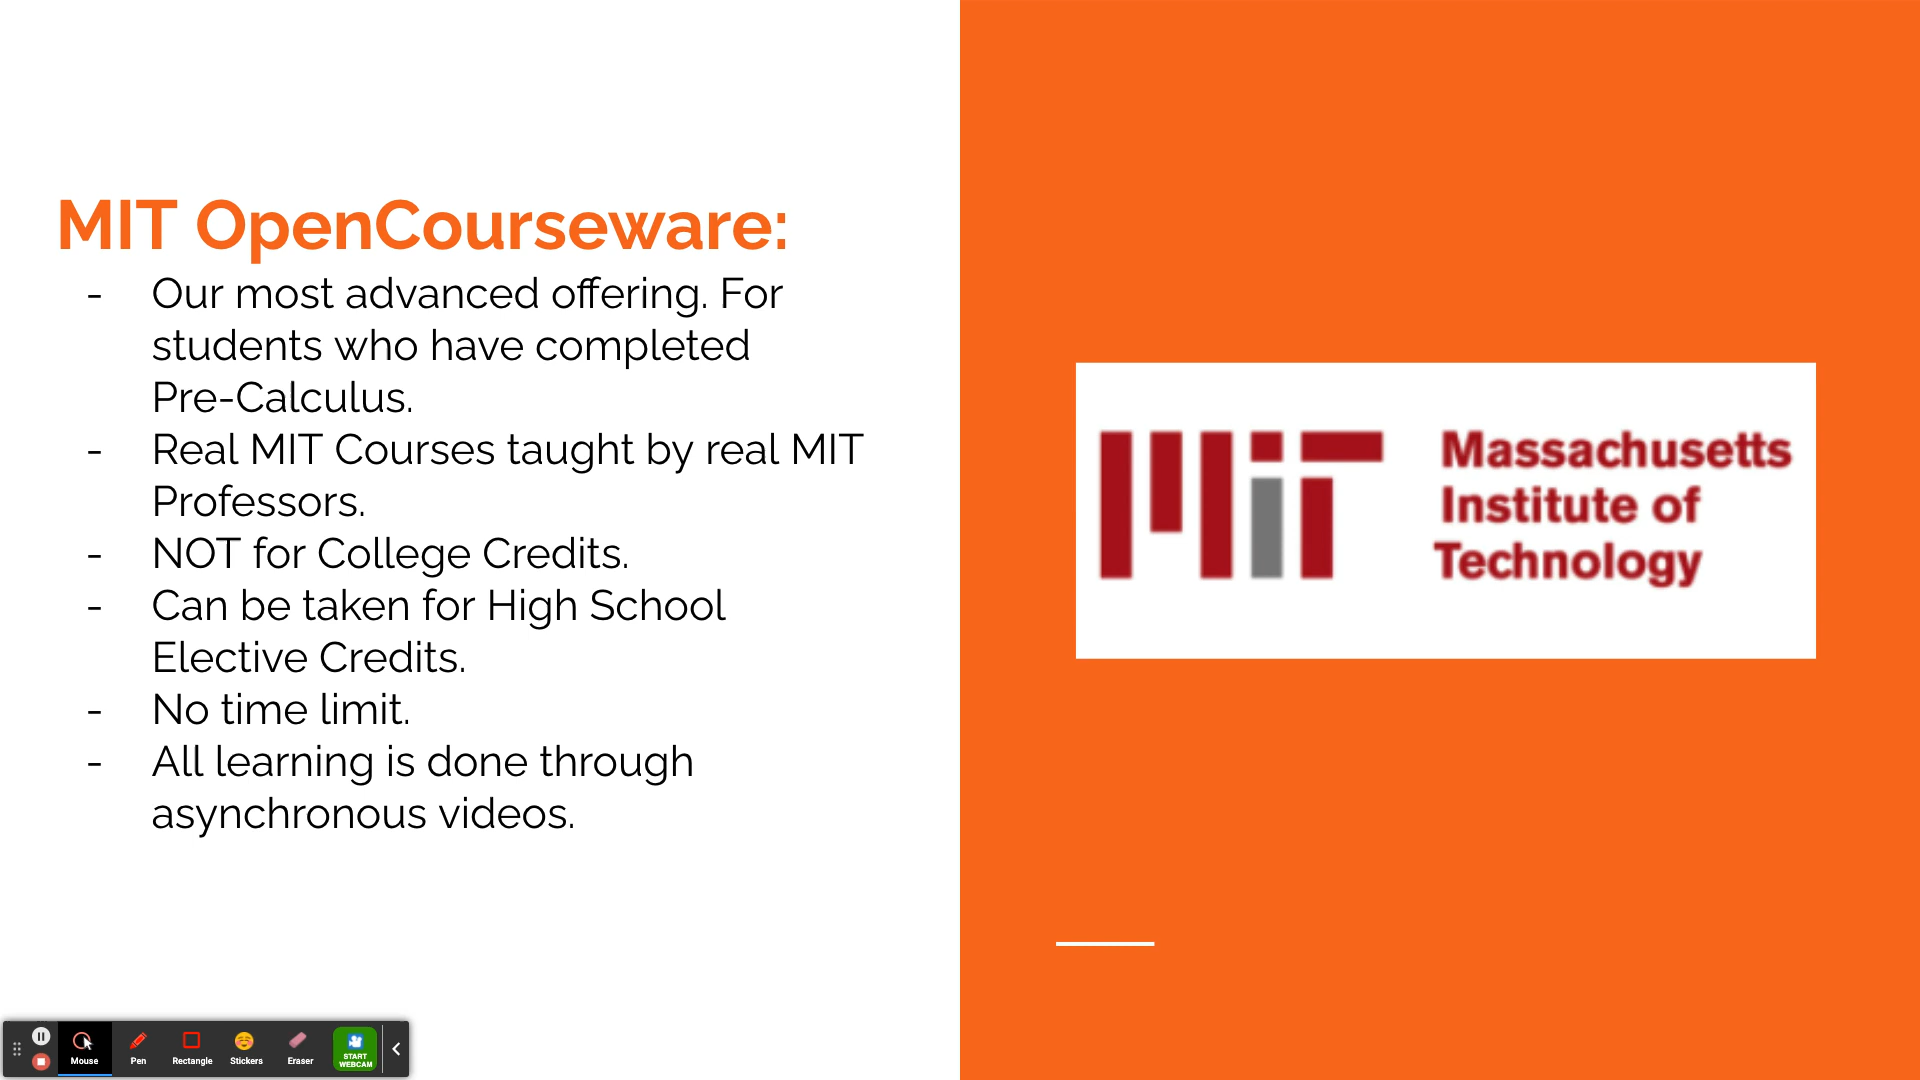 MIT OpenCourseware:
- Our most advanced offering. For
students who have completed
Pre-Calculus.
- Real MIT Courses taught by real MIT
Professors.
- NOT for College Credits.
- Can be taken for High School
Elective Credits.
- No time limit.
- All learning is done through
asynchronous videos.
MIT
Massachusetts
Institute of
Technology
Mouse
Pen
Rectangle
Stickers
Eraser
START
WEBCAM